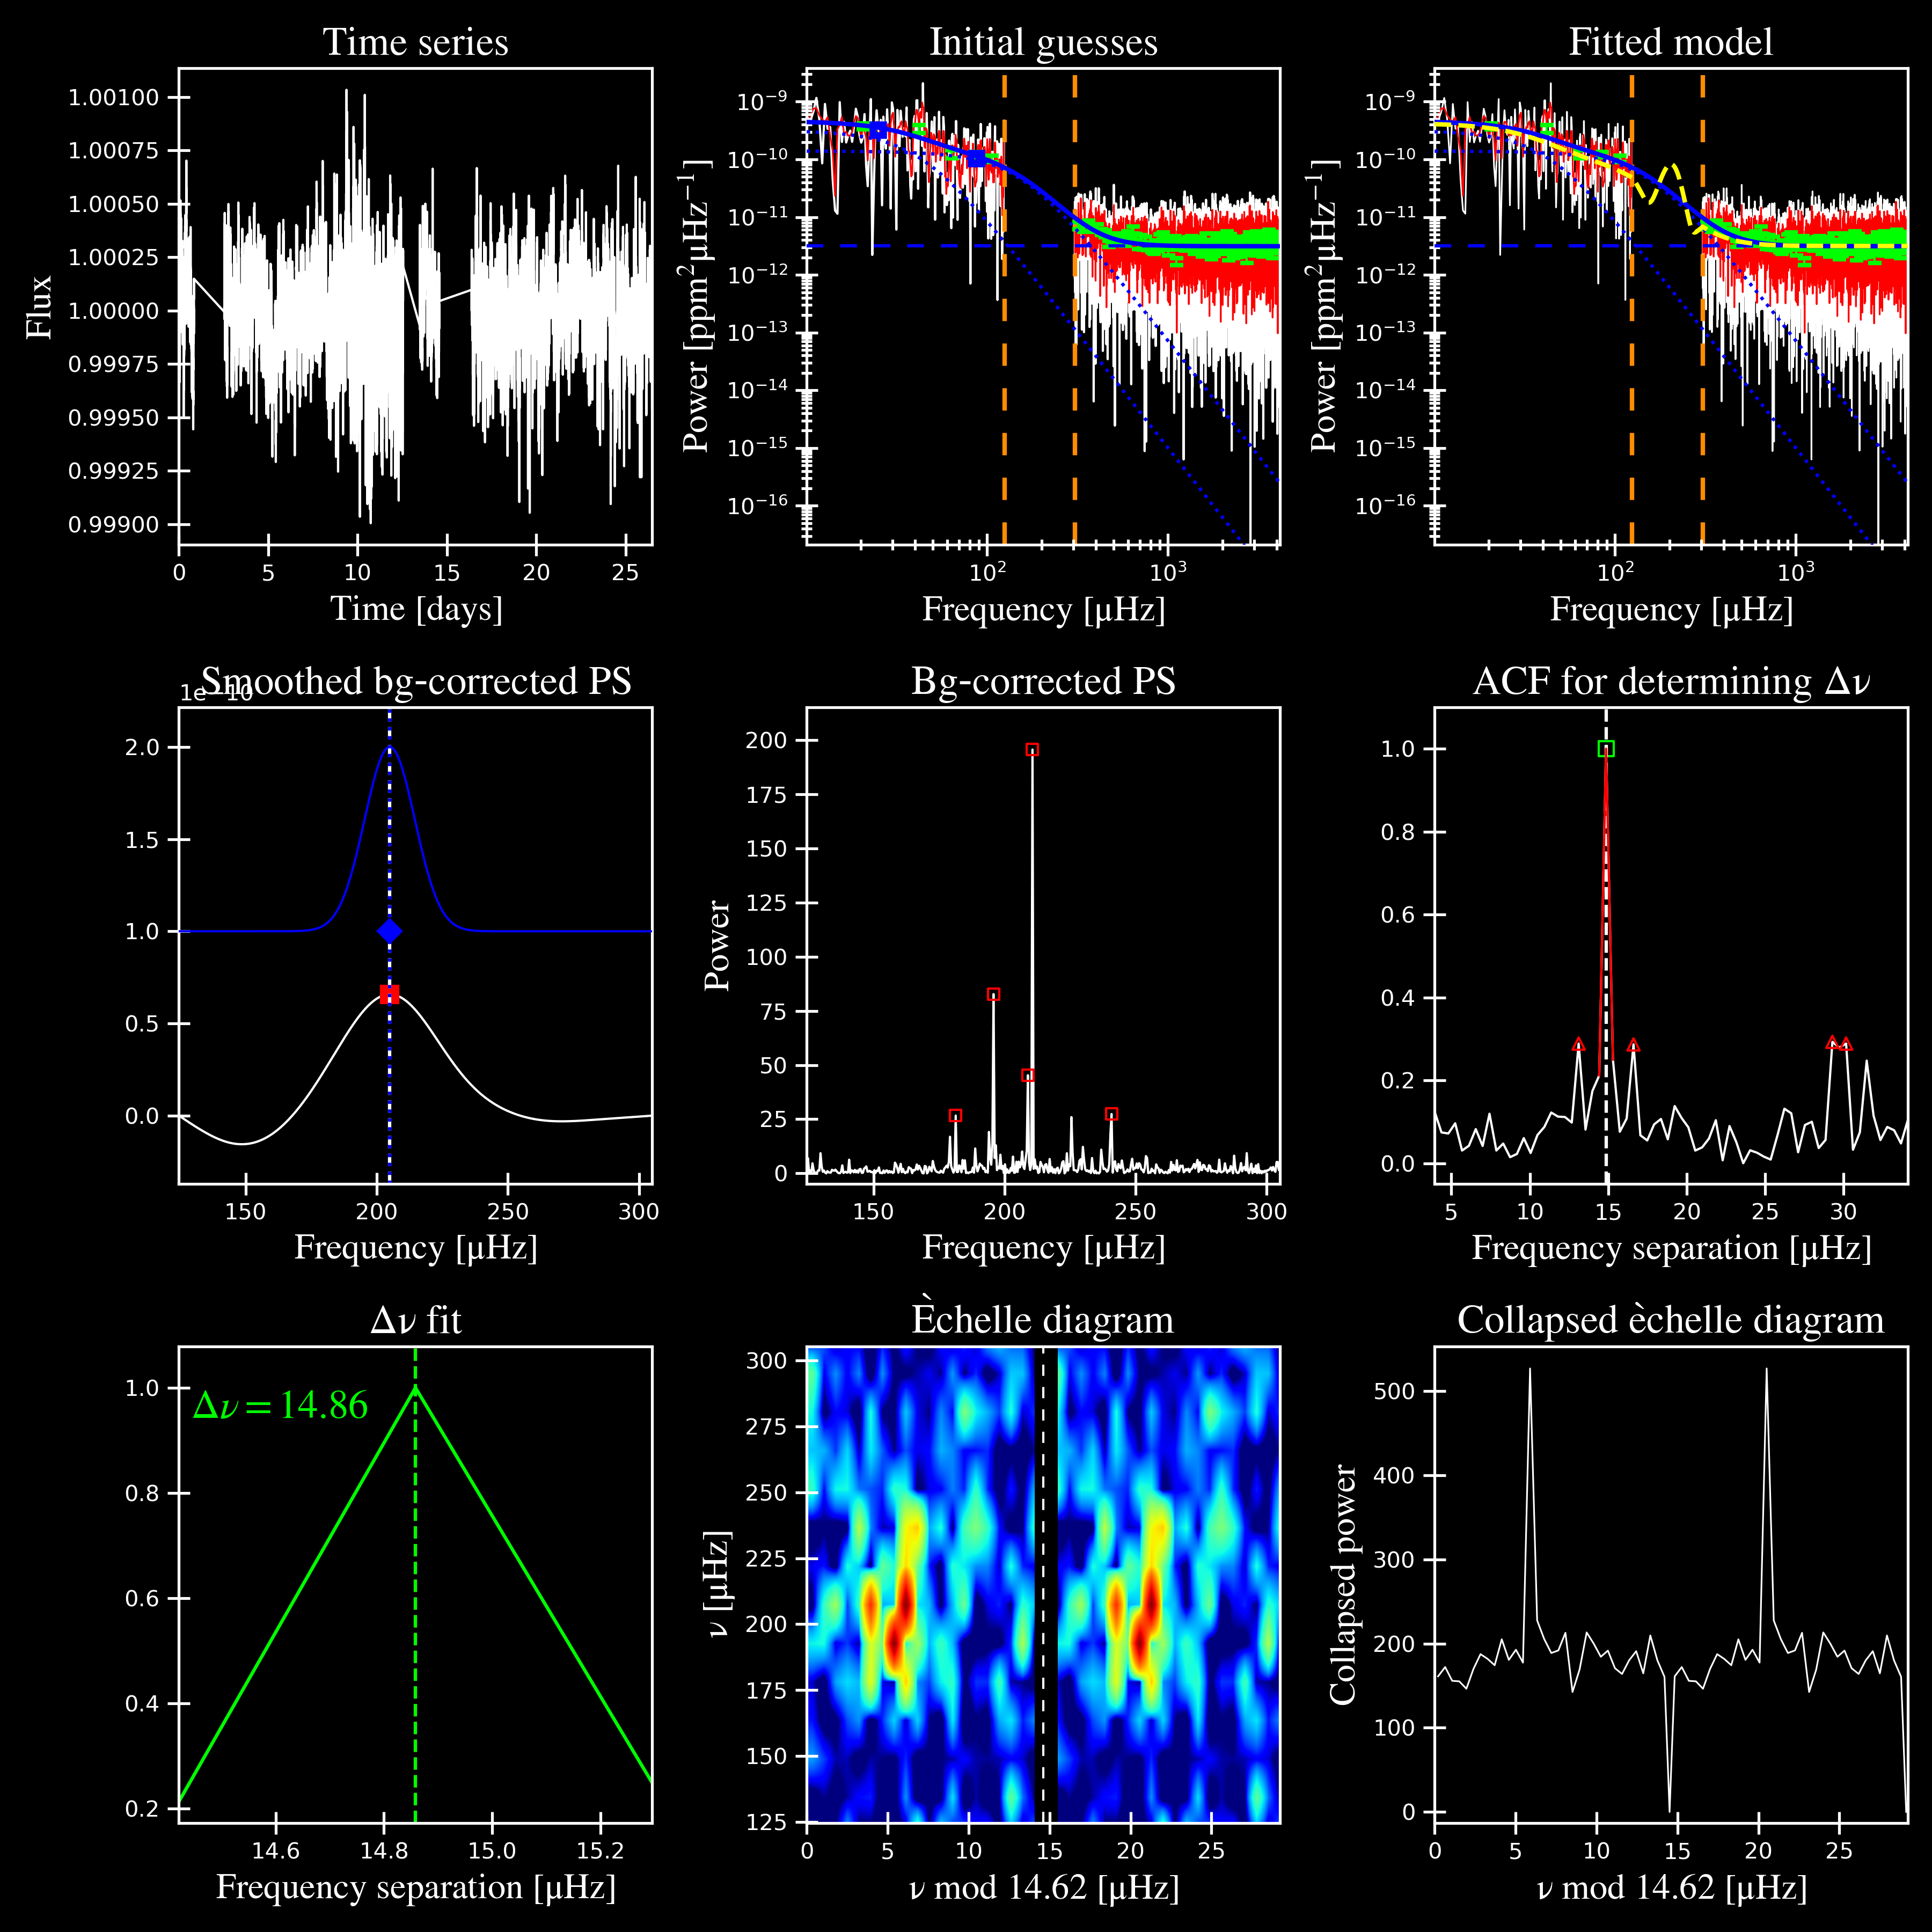 Time series
Initial guesses
Fitted model
1.00100
1.00075
1.00050
1.00025
1.00000
0.99975
0.99950
0.99925
0.99900
Flux
0 5 10 15 20 25
Time [days]
10⁻⁹
10⁻¹⁰
10⁻¹¹
10⁻¹²
10⁻¹³
10⁻¹⁴
10⁻¹⁵
10⁻¹⁶
Power [ppm² μHz⁻¹]
10² 10³
Frequency [μHz]
10⁻⁹
10⁻¹⁰
10⁻¹¹
10⁻¹²
10⁻¹³
10⁻¹⁴
10⁻¹⁵
10⁻¹⁶
Power [ppm² μHz⁻¹]
10² 10³
Frequency [μHz]
Smoothed bg-corrected PS
1e−10
2.0
1.5
1.0
0.5
0.0
150 200 250 300
Frequency [μHz]
Bg-corrected PS
200
175
150
125
100
75
50
25
0
Power
150 200 250 300
Frequency [μHz]
ACF for determining Δν
1.0
0.8
0.6
0.4
0.2
0.0
5 10 15 20 25 30
Frequency separation [μHz]
Δν fit
Δν = 14.86
1.0
0.8
0.6
0.4
0.2
14.6 14.8 15.0 15.2
Frequency separation [μHz]
Èchelle diagram
300
275
250
225
200
175
150
125
ν [μHz]
0 5 10 15 20 25
ν mod 14.62 [μHz]
Collapsed èchelle diagram
500
400
300
200
100
0
Collapsed power
0 5 10 15 20 25
ν mod 14.62 [μHz]